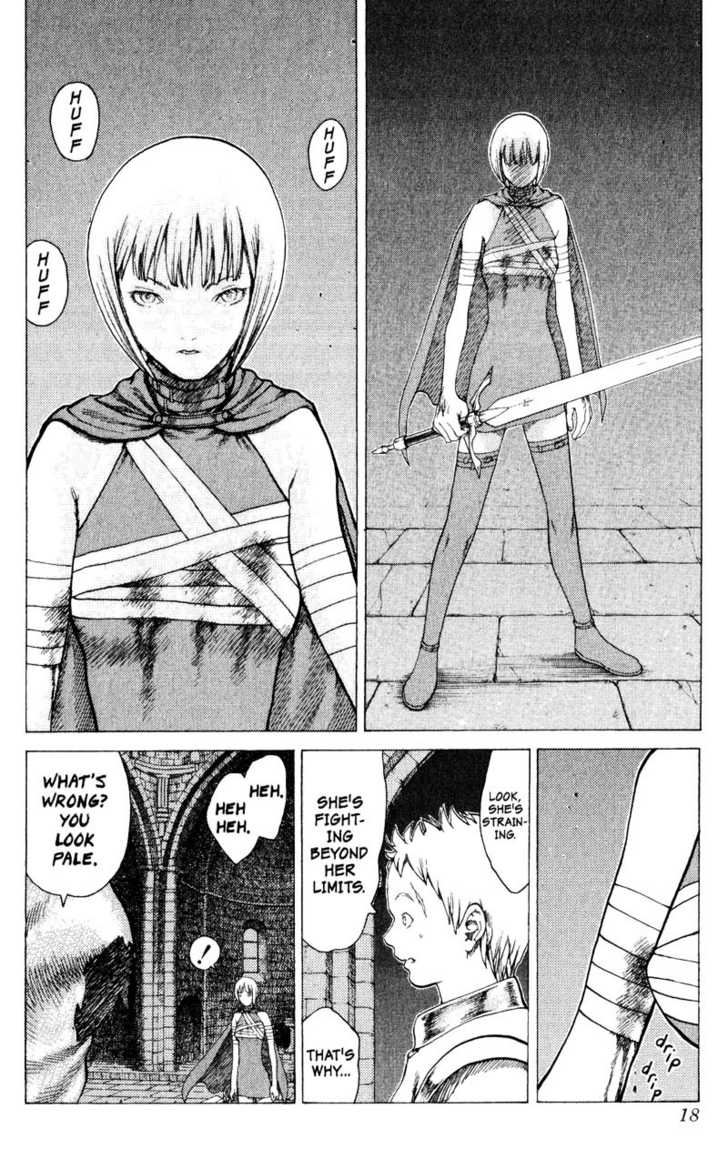 HUFF
HUFF
HUFF
drip
drip
LOOK,
SHE'S
STRAIN-
ING.
SHE'S
FIGHT-
ING
BEYOND
HER
LIMITS.
THAT'S
WHY...
HEH.
HEH
HEH.
!
WHAT'S
WRONG?
YOU
LOOK
PALE.
18